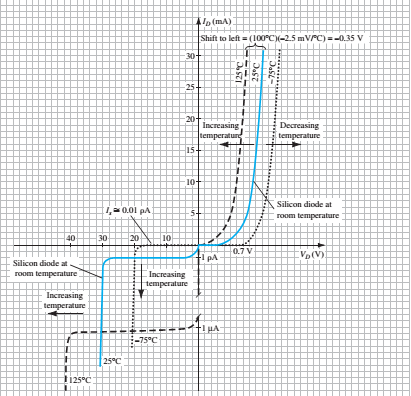 I_D (mA)
Shift to left = (100°C)(–2.5 mV/°C) = –0.35 V
30
25
20
15
10
5
125°C
25°C
–75°C
Increasing
temperature
Decreasing
temperature
Silicon diode at
room temperature
I_s ≅ 0.01 pA
40
30
20
10
0.7 V
V_D (V)
1 pA
Silicon diode at
room temperature
Increasing
temperature
Increasing
temperature
1 μA
–75°C
25°C
125°C